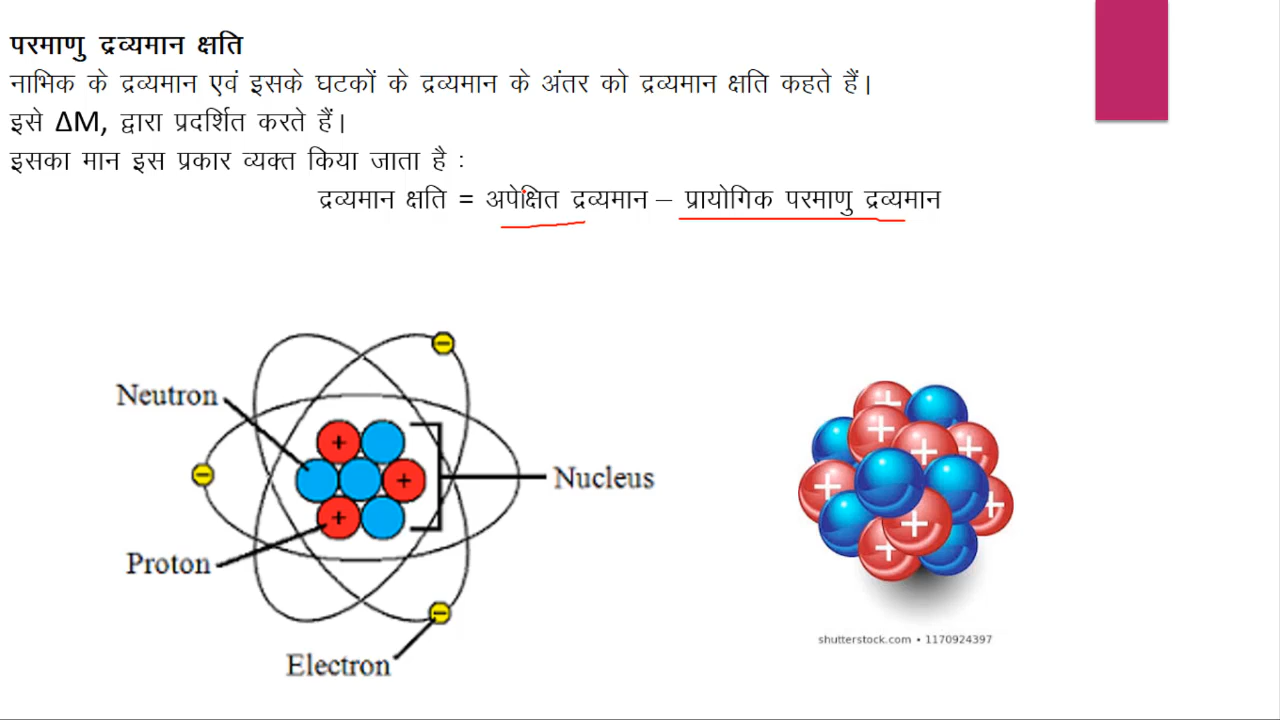 परमाणु द्रव्यमान क्षति
नाभिक के द्रव्यमान एवं इसके घटकों के द्रव्यमान के अंतर को द्रव्यमान क्षति कहते हैं।
इसे ΔM, द्वारा प्रदर्शित करते हैं।
इसका मान इस प्रकार व्यक्त किया जाता है :
द्रव्यमान क्षति = अपेक्षित द्रव्यमान – प्रायोगिक परमाणु द्रव्यमान
Neutron
Nucleus
Proton
Electron
shutterstock.com • 1170924397